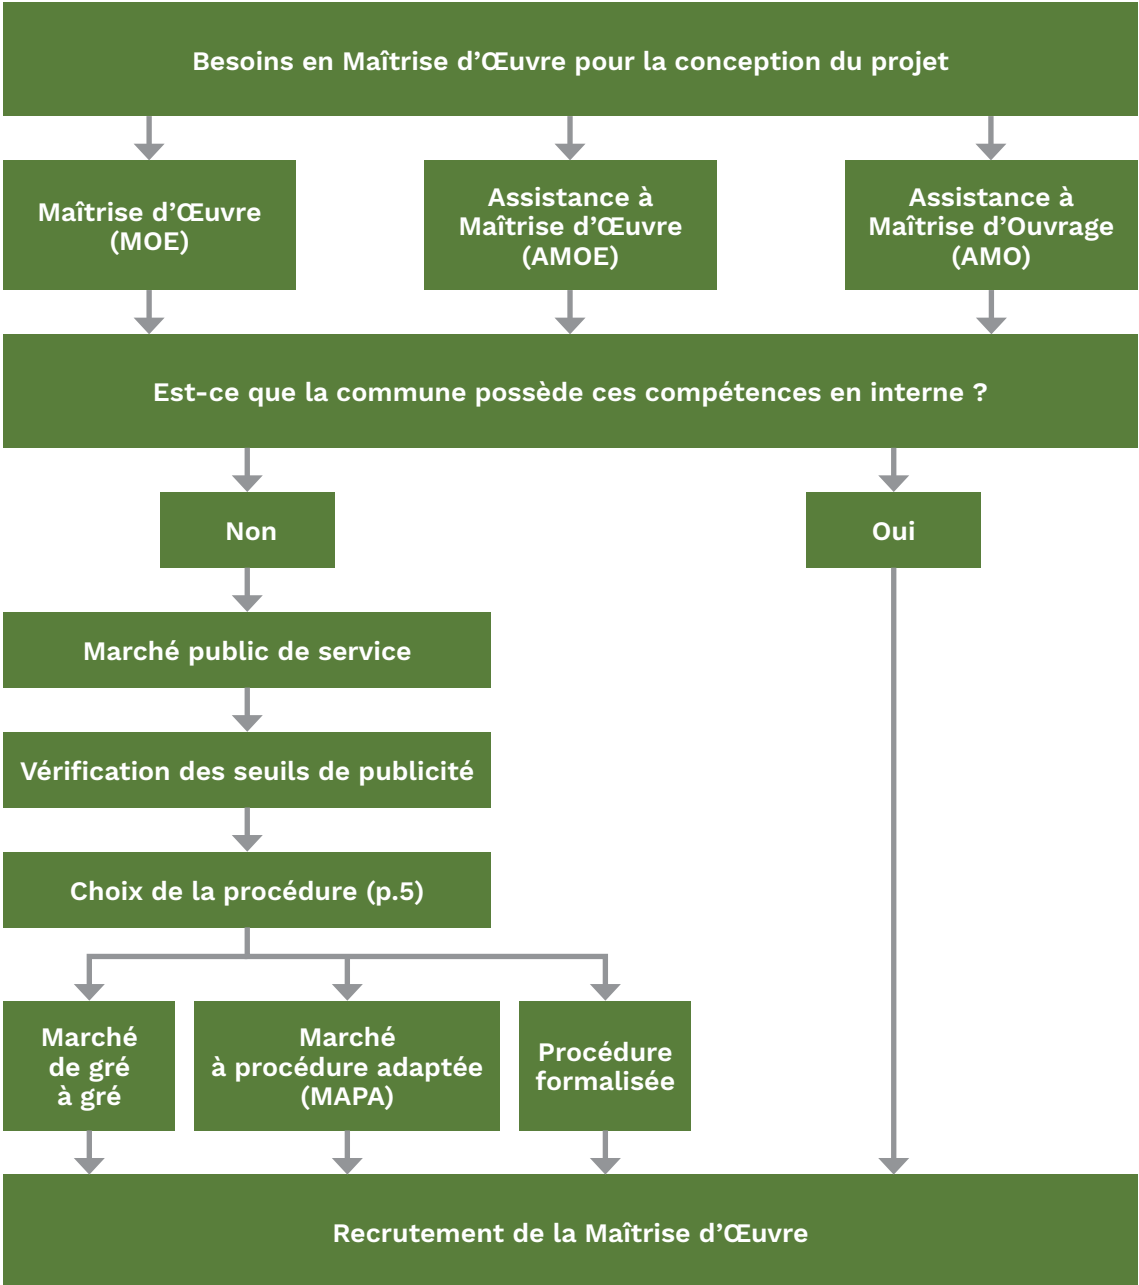 Besoins en Maîtrise d’Œuvre pour la conception du projet
Maîtrise d’Œuvre
(MOE)
Assistance à
Maîtrise d’Œuvre
(AMOE)
Assistance à
Maîtrise d’Ouvrage
(AMO)
Est-ce que la commune possède ces compétences en interne ?
Non
Oui
Marché public de service
Vérification des seuils de publicité
Choix de la procédure (p.5)
Marché
de gré
à gré
Marché
à procédure adaptée
(MAPA)
Procédure
formalisée
Recrutement de la Maîtrise d’Œuvre